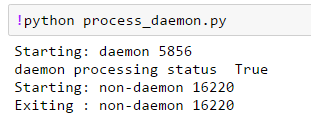 !python process_daemon.py
Starting: daemon 5856
daemon processing status  True
Starting: non-daemon 16220
Exiting : non-daemon 16220